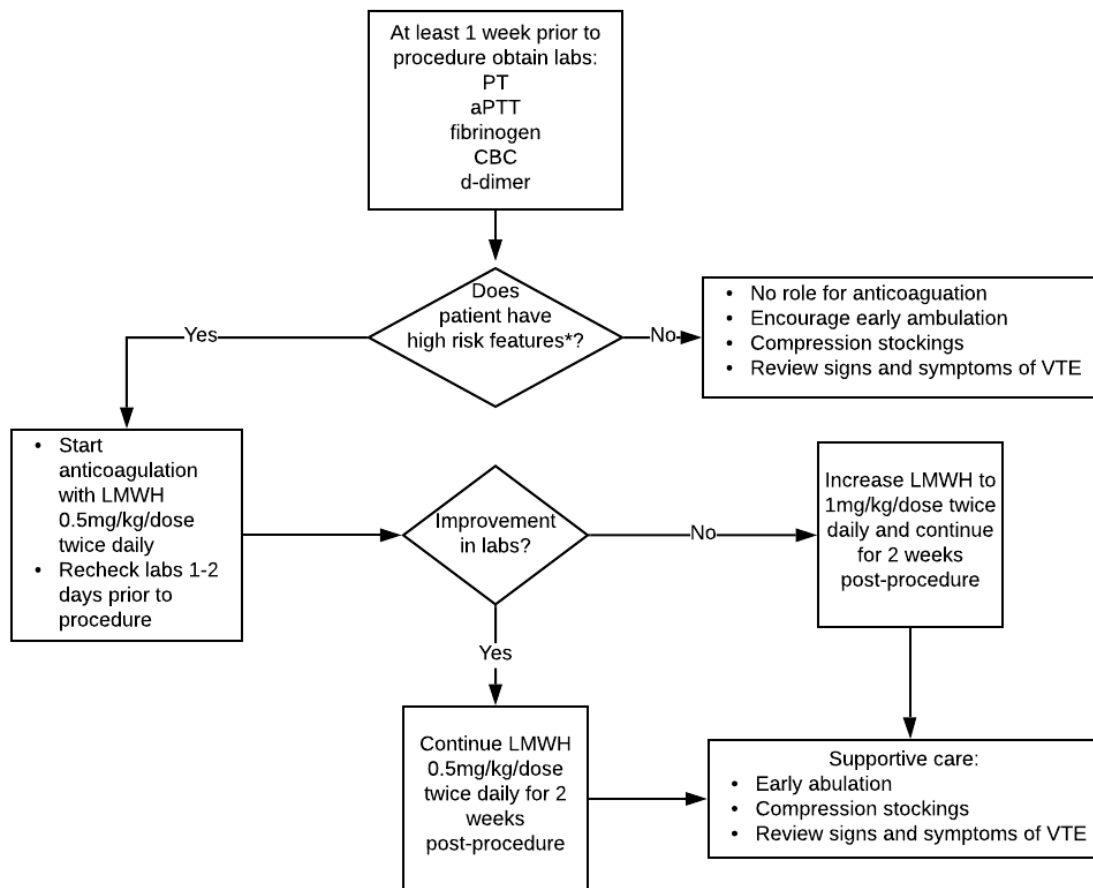 At least 1 week prior to
procedure obtain labs:
PT
aPTT
fibrinogen
CBC
d-dimer
Does
patient have
high risk features*?
Yes
No
• No role for anticoaguation
• Encourage early ambulation
• Compression stockings
• Review signs and symptoms of VTE
• Start
anticoagulation
with LMWH
0.5mg/kg/dose
twice daily
• Recheck labs 1-2
days prior to
procedure
Improvement
in labs?
No
Increase LMWH to
1mg/kg/dose twice
daily and continue
for 2 weeks
post-procedure
Yes
Continue LMWH
0.5mg/kg/dose
twice daily for 2
weeks
post-procedure
Supportive care:
• Early abulation
• Compression stockings
• Review signs and symptoms of VTE